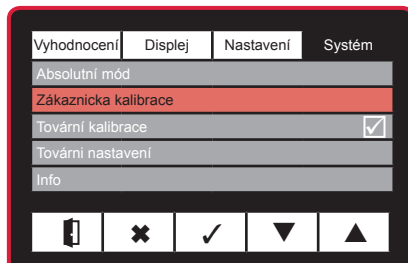 Vyhodnocení Displej Nastavení Systém
Absolutní mód
Zákaznicka kalibrace
Tovární kalibrace
Továrni nastavení
Info